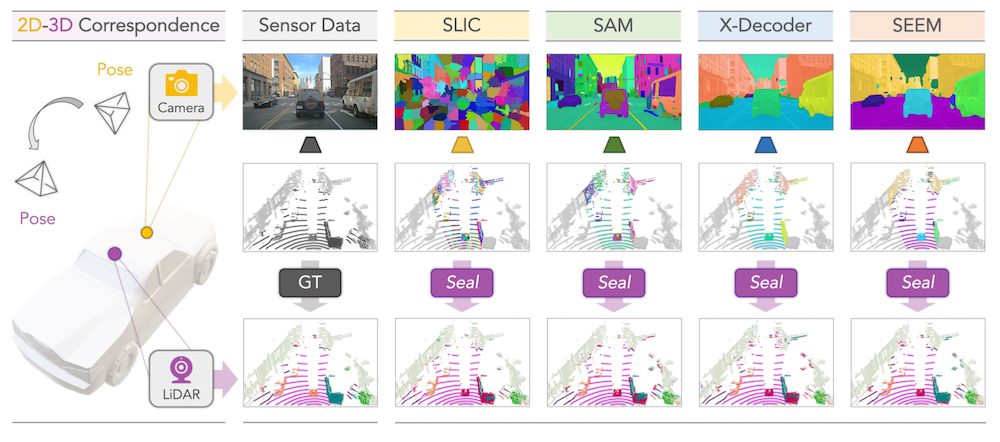 2D-3D Correspondence
Sensor Data
SLIC
SAM
X-Decoder
SEEM
Pose
Camera
Pose
GT
Seal
Seal
Seal
Seal
LiDAR